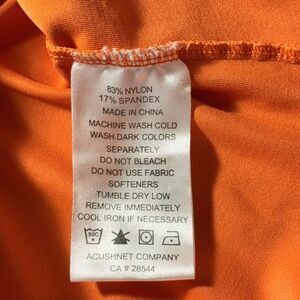 83% NYLON
17% SPANDEX
MADE IN CHINA
MACHINE WASH COLD
WASH DARK COLORS
SEPARATELY
DO NOT BLEACH
DO NOT USE FABRIC
SOFTENERS
TUMBLE DRY LOW
REMOVE IMMEDIATELY
COOL IRON IF NECESSARY
30C
ACUSHNET COMPANY
CA # 28544